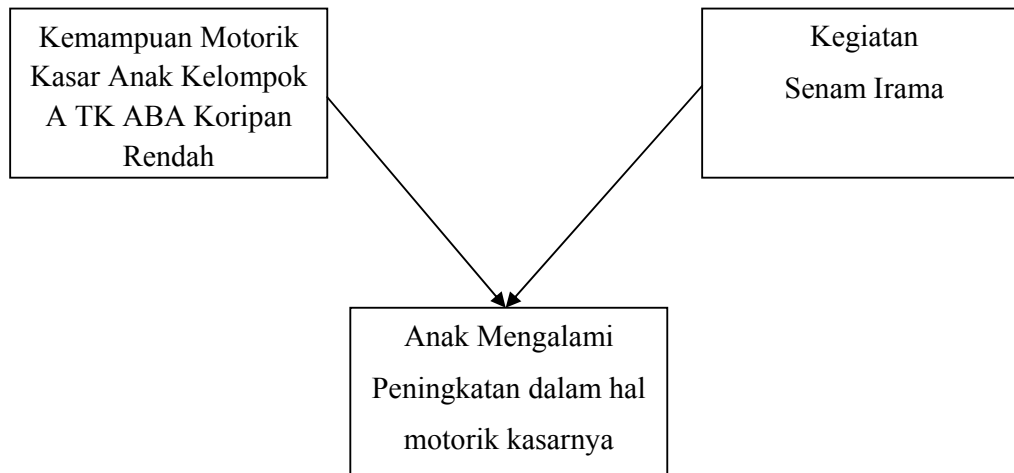 Kemampuan Motorik
Kasar Anak Kelompok
A TK ABA Koripan
Rendah
Kegiatan
Senam Irama
Anak Mengalami
Peningkatan dalam hal
motorik kasarnya